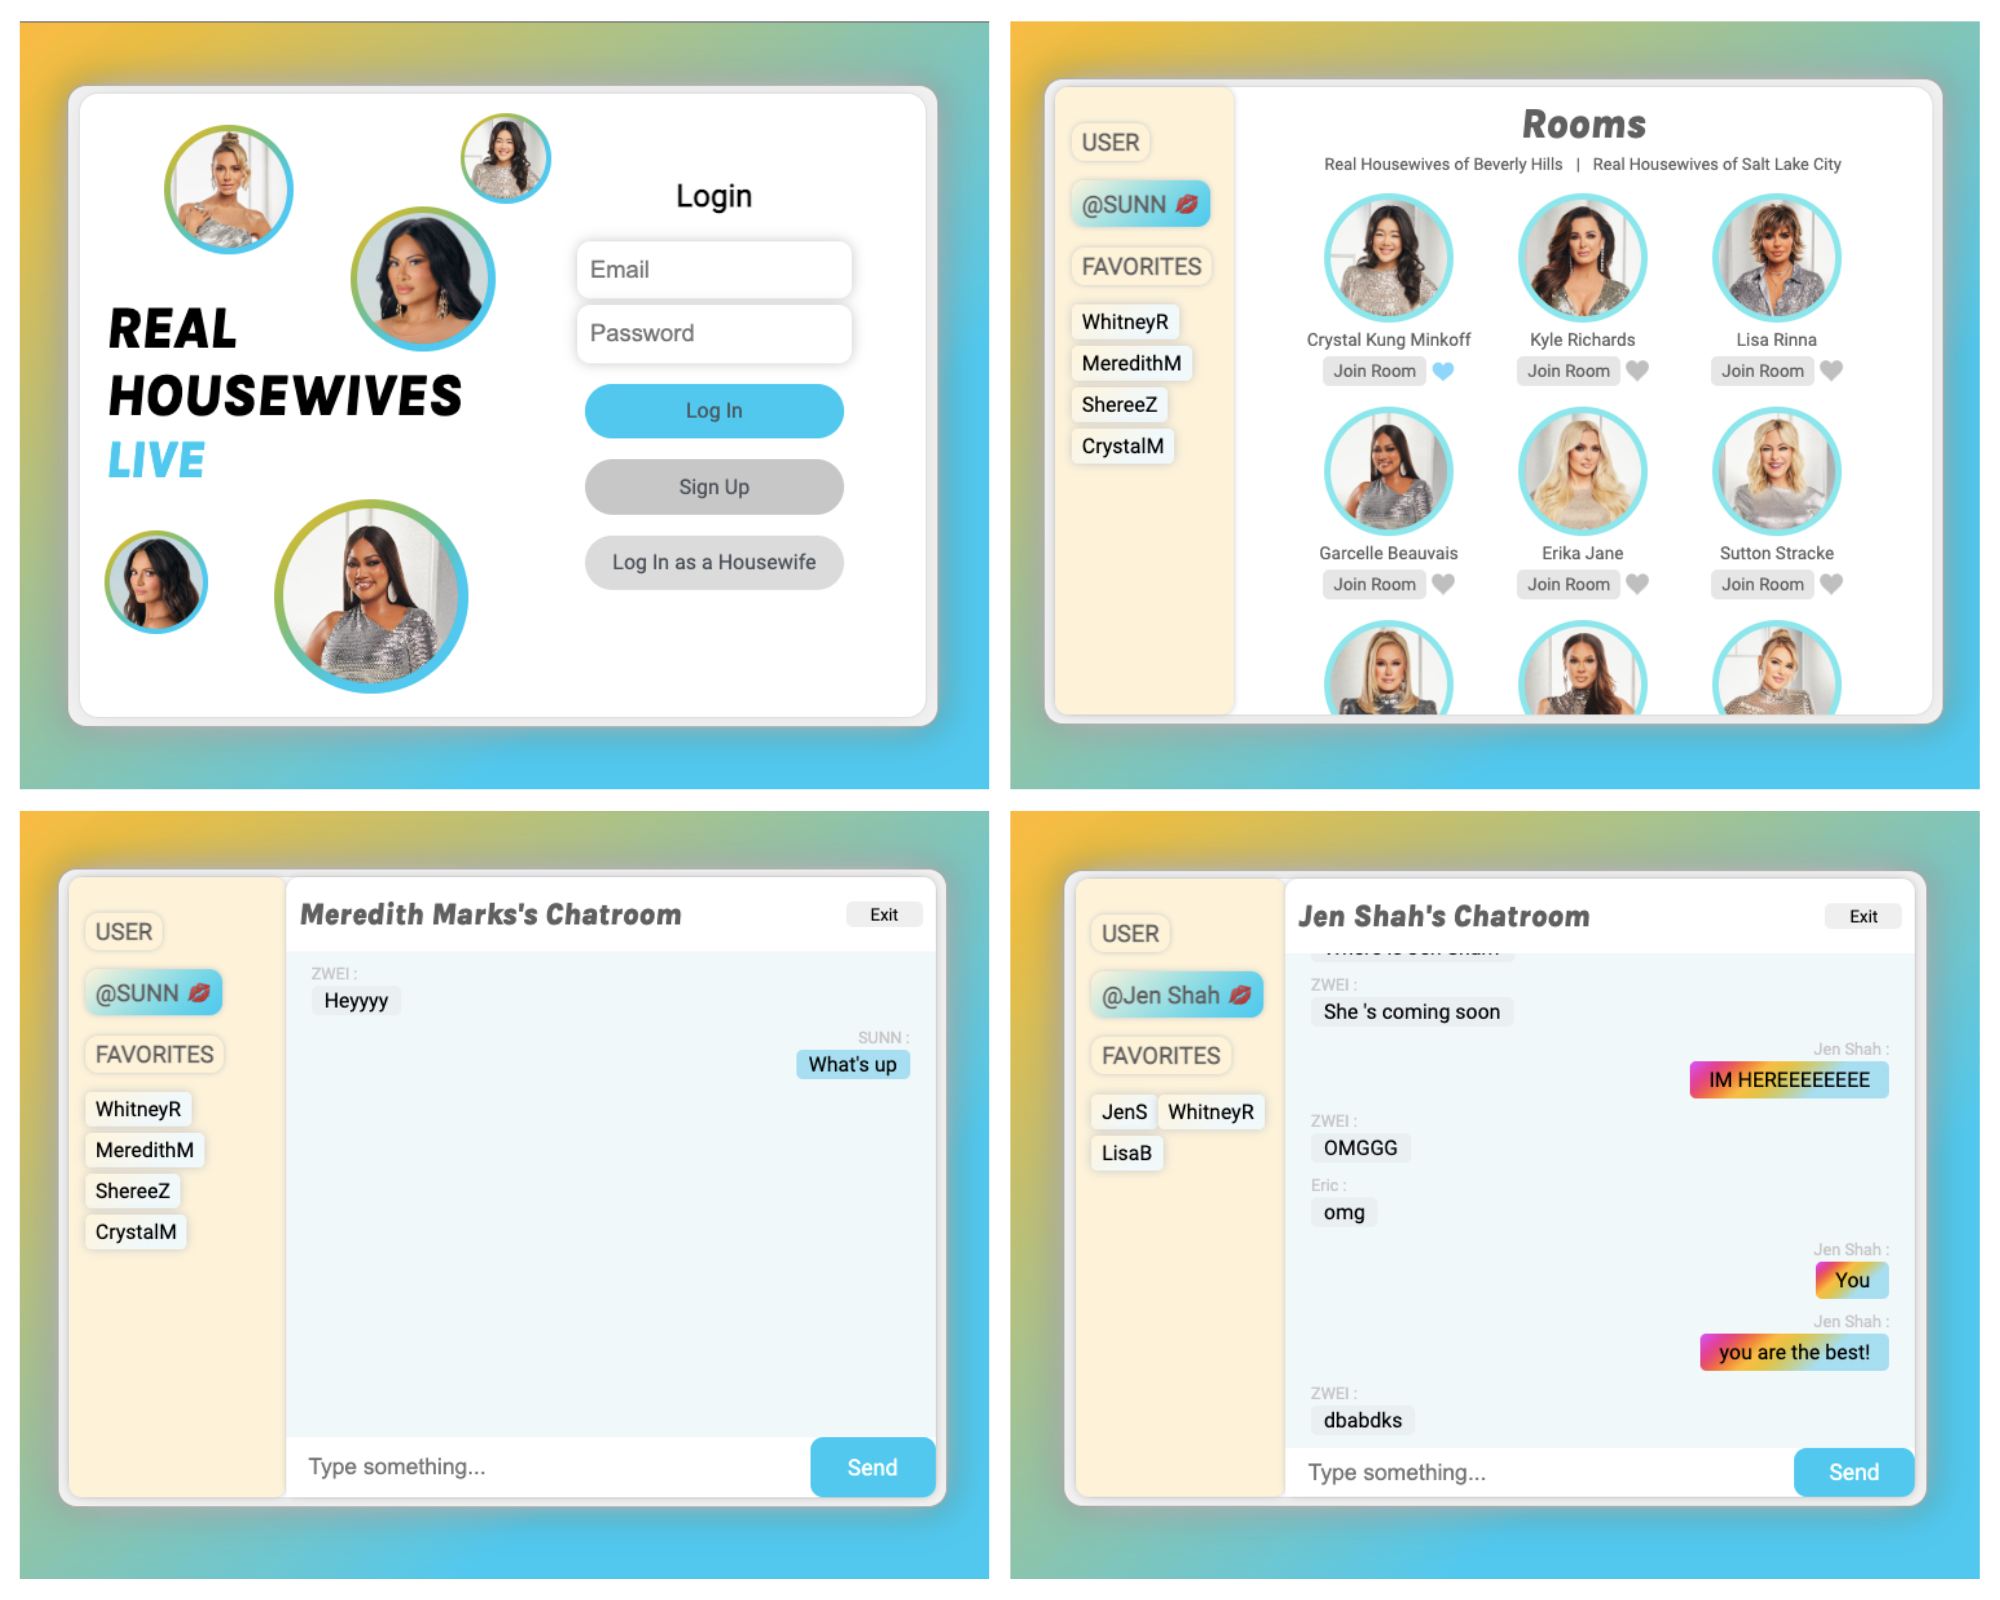 REAL
HOUSEWIVES
LIVE
Login
Email
Password
Log In
Sign Up
Log In as a Housewife
USER
@SUNN 💋
FAVORITES
WhitneyR
MeredithM
ShereeZ
CrystalM
Rooms
Real Housewives of Beverly Hills | Real Housewives of Salt Lake City
Crystal Kung Minkoff Kyle Richards Lisa Rinna
Join Room Join Room Join Room
Garcelle Beauvais Erika Jane Sutton Stracke
Join Room Join Room Join Room
USER
@SUNN 💋
FAVORITES
WhitneyR
MeredithM
ShereeZ
CrystalM
Meredith Marks's Chatroom
Exit
ZWEI :
Heyyyy
SUNN :
What's up
Type something...
Send
USER
@Jen Shah 💋
FAVORITES
JenS WhitneyR
LisaB
Jen Shah's Chatroom
Exit
ZWEI :
She 's coming soon
Jen Shah :
IM HEREEEEEEEE
ZWEI :
OMGGG
Eric :
omg
Jen Shah :
You
Jen Shah :
you are the best!
ZWEI :
dbabdks
Type something...
Send